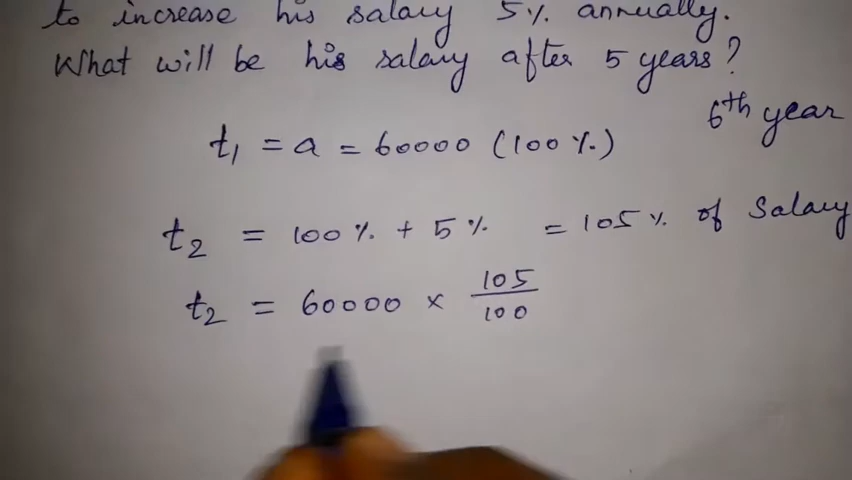 to increase his salary 5% annually.
What will be his salary after 5 years?
6th year
t₁ = a = 60000 (100%)
t₂ = 100% + 5% = 105% of Salary
t₂ = 60000 × 105/100